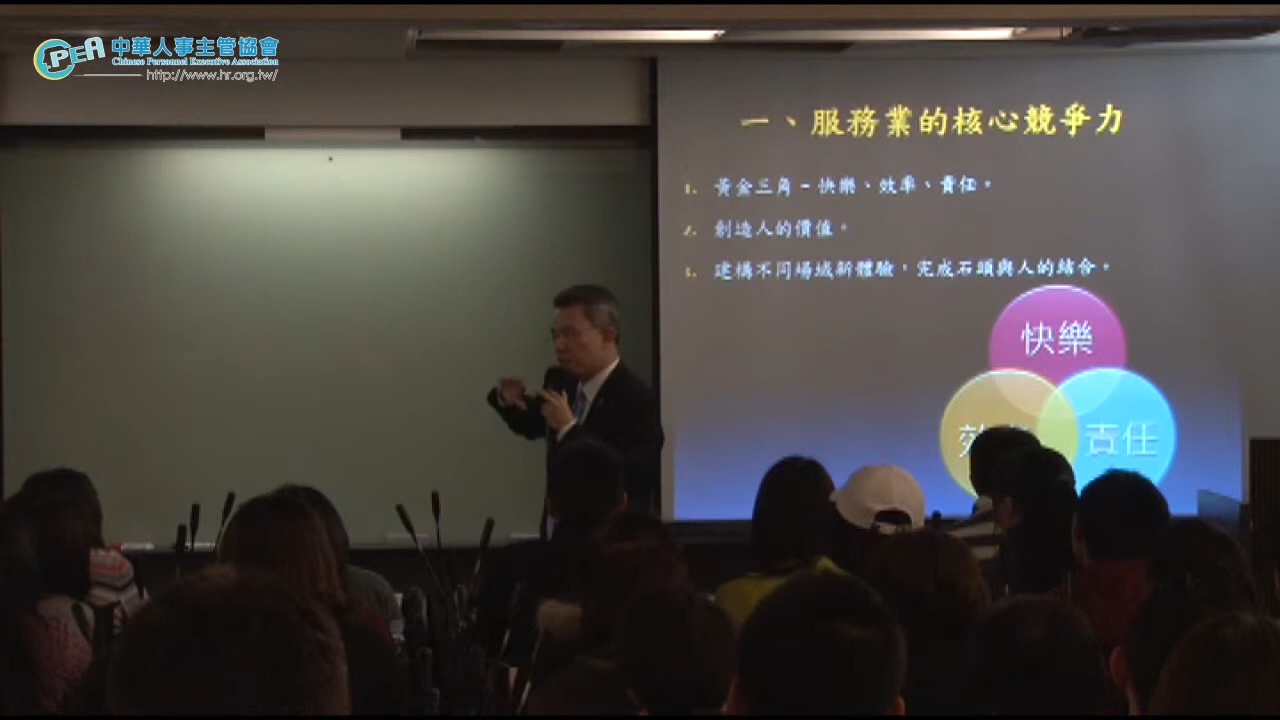 CPEA 中華人事主管協會
Chinese Personnel Executive Association
http://www.hr.org.tw/
一、服務業的核心競爭力
1. 黃金三角－快樂、效率、責任。
2. 創造人的價值。
3. 建構不同場域新體驗，完成石頭與人的結合。
快樂
效
責任